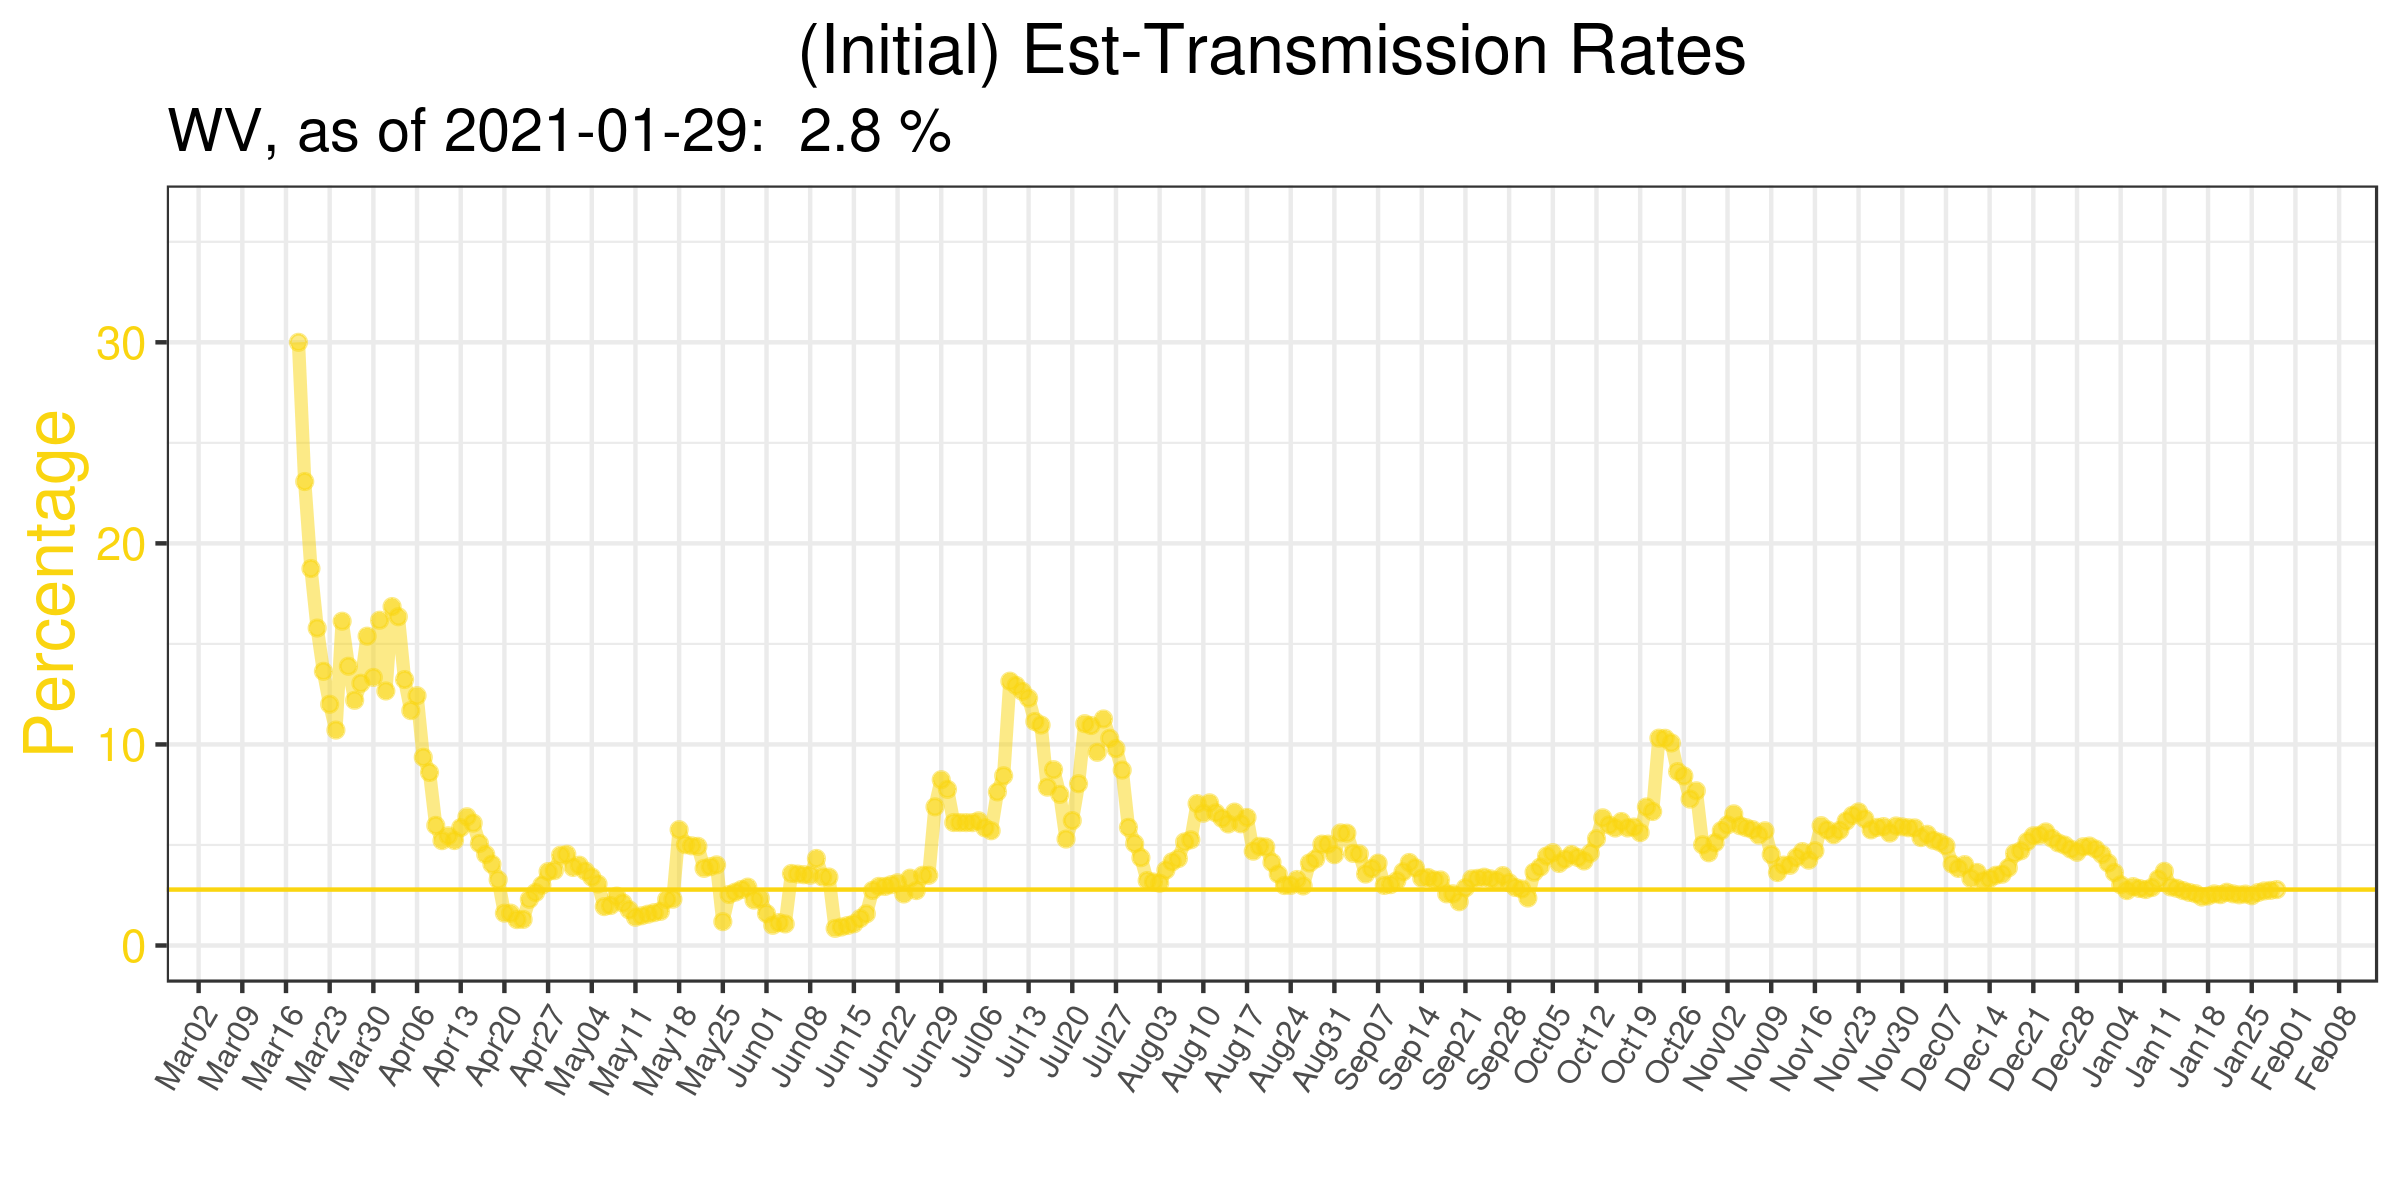 (Initial) Est-Transmission Rates
WV, as of 2021-01-29:  2.8 %
Percentage
30
20
10
0
Mar02 Mar09 Mar16 Mar23 Mar30 Apr06 Apr13 Apr20 Apr27 May04 May11 May18 May25 Jun01 Jun08 Jun15 Jun22 Jun29 Jul06 Jul13 Jul20 Jul27 Aug03 Aug10 Aug17 Aug24 Aug31 Sep07 Sep14 Sep21 Sep28 Oct05 Oct12 Oct19 Oct26 Nov02 Nov09 Nov16 Nov23 Nov30 Dec07 Dec14 Dec21 Dec28 Jan04 Jan11 Jan18 Jan25 Feb01 Feb08